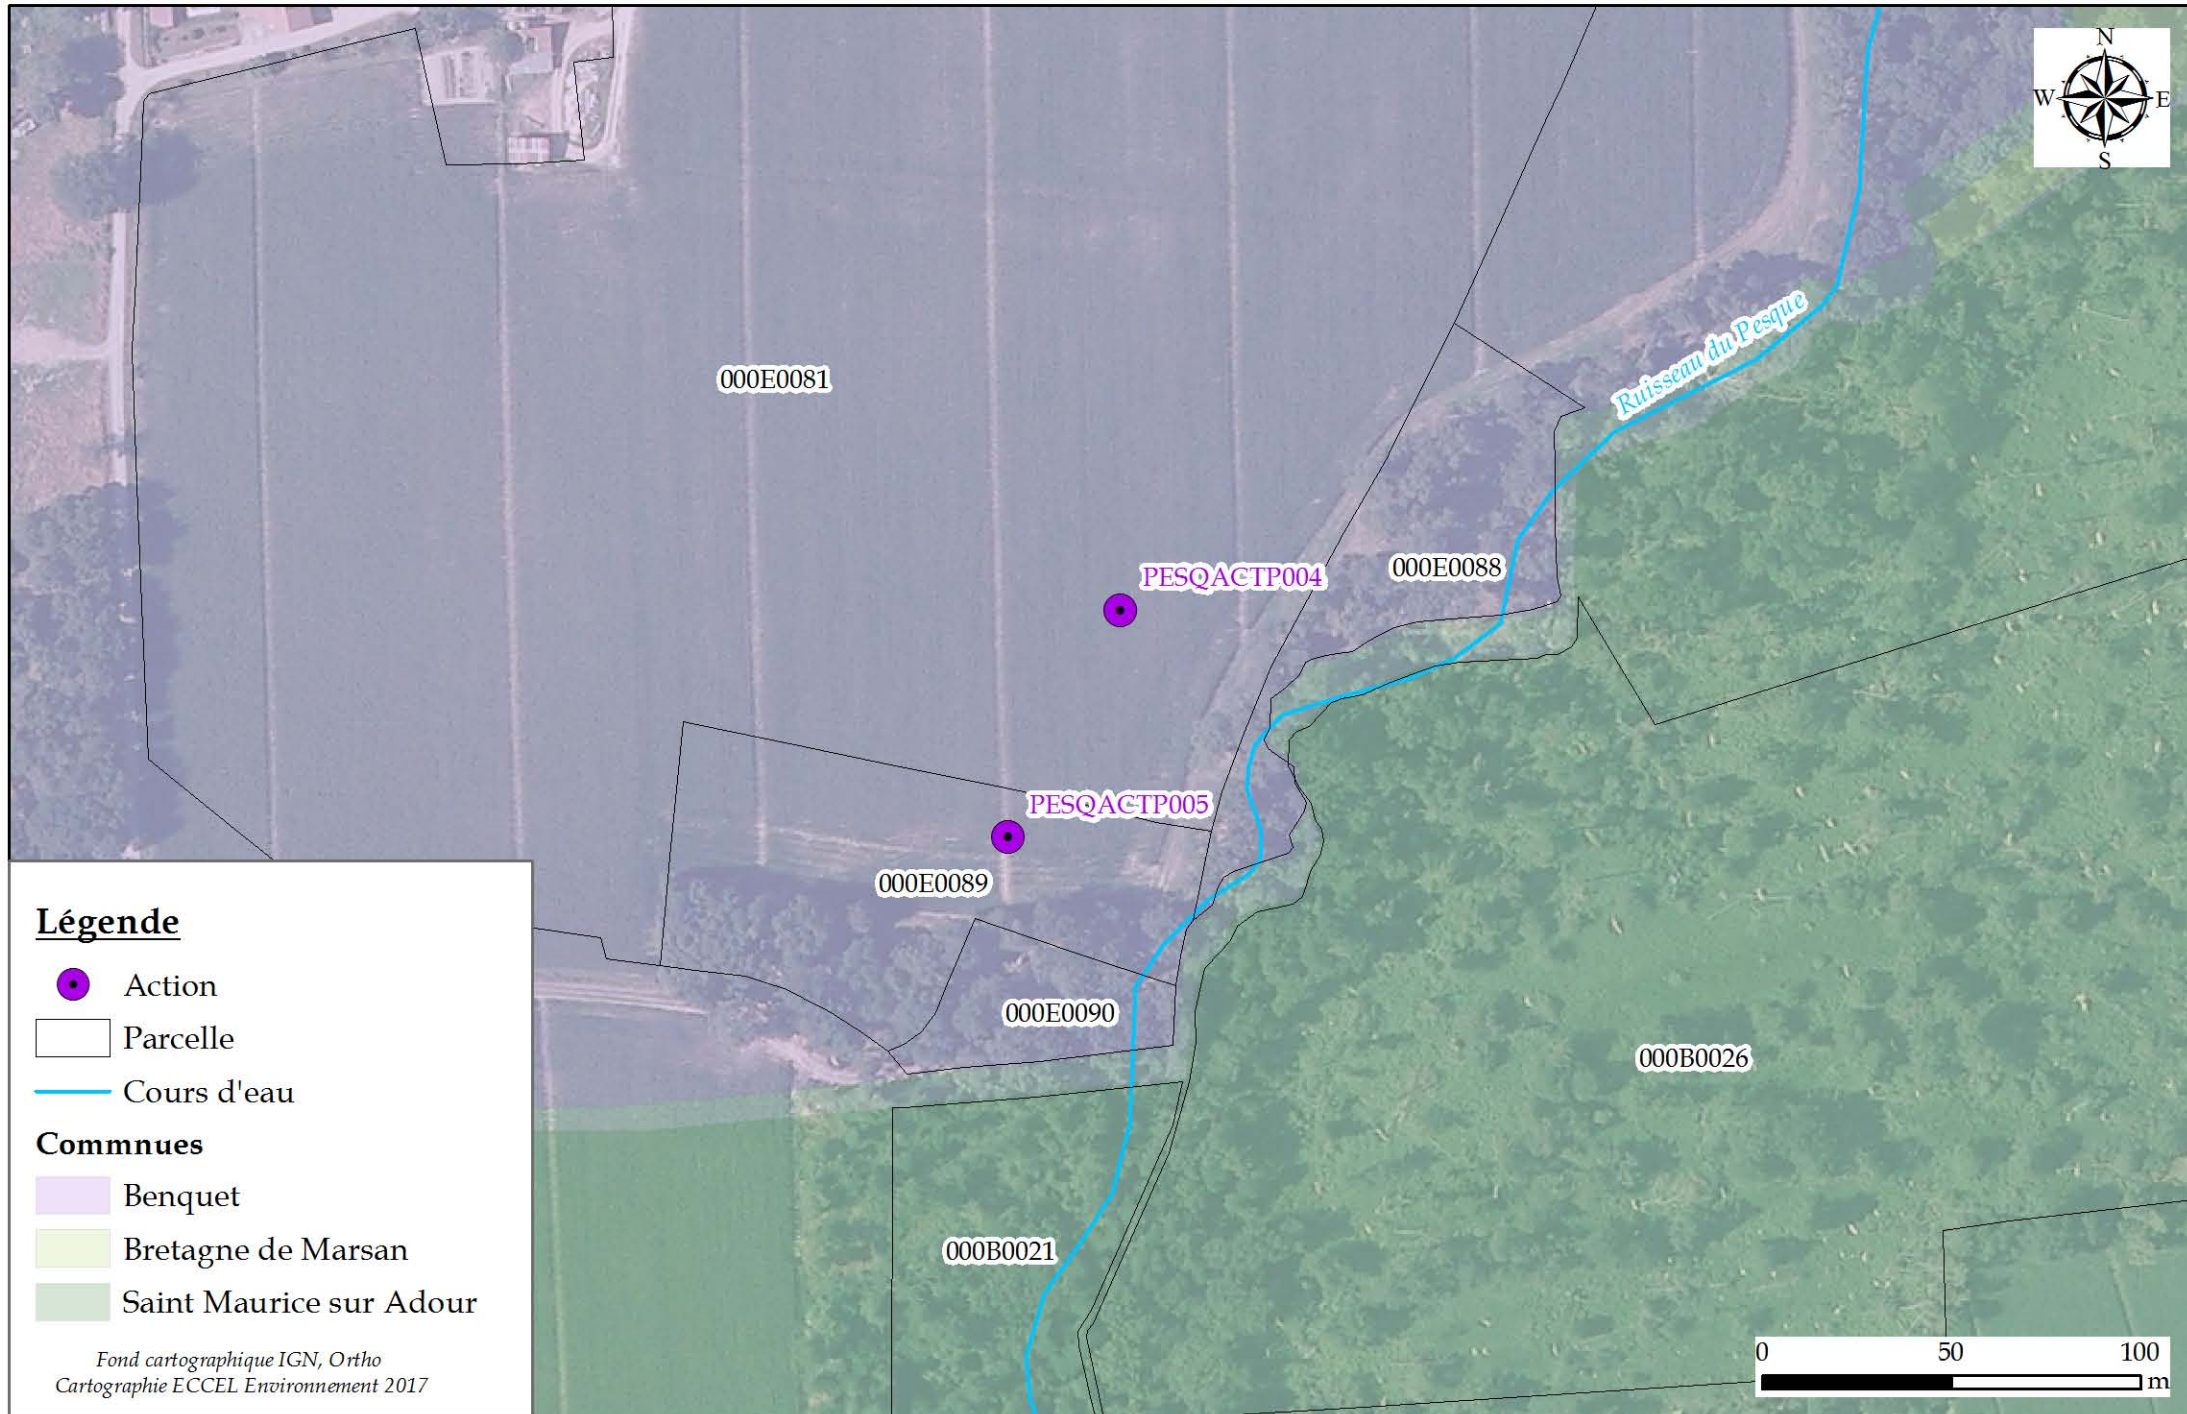 N
W E
S
Ruisseau du Pesque
000E0081
000E0088
PESQACTP004
PESQACTP005
000E0089
000E0090
000B0026
000B0021
Légende
Action
Parcelle
Cours d'eau
Commnues
Benquet
Bretagne de Marsan
Saint Maurice sur Adour
Fond cartographique IGN, Ortho
Cartographie ECCEL Environnement 2017
0 50 100
m